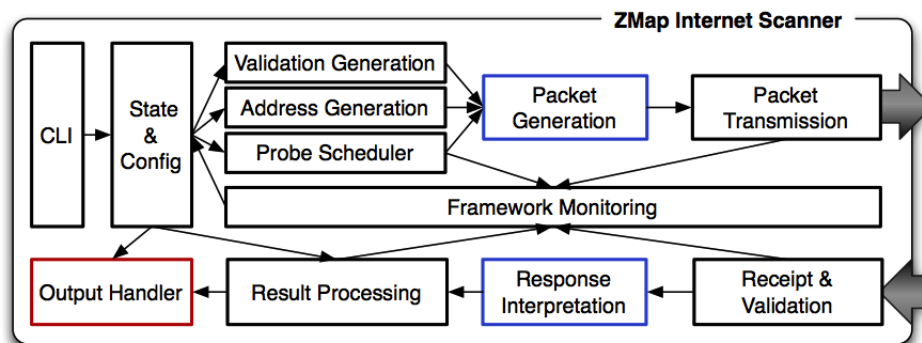 ZMap Internet Scanner
CLI
State
&
Config
Validation Generation
Address Generation
Probe Scheduler
Packet
Generation
Packet
Transmission
Framework Monitoring
Output Handler
Result Processing
Response
Interpretation
Receipt &
Validation